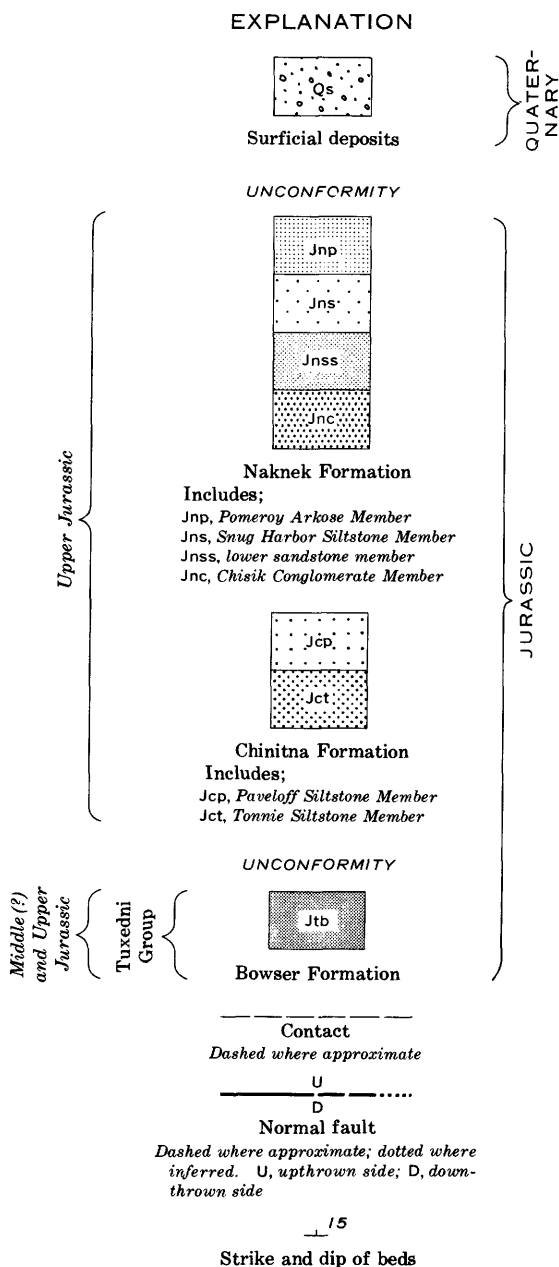 EXPLANATION
Qs
Surficial deposits
QUATER-
NARY
UNCONFORMITY
Jnp
Jns
Jnss
Jnc
Naknek Formation
Includes;
Jnp, Pomeroy Arkose Member
Jns, Snug Harbor Siltstone Member
Jnss, lower sandstone member
Jnc, Chisik Conglomerate Member
Upper Jurassic
JURASSIC
Jcp
Jct
Chinitna Formation
Includes;
Jcp, Paveloff Siltstone Member
Jct, Tonnie Siltstone Member
UNCONFORMITY
Middle (?)
and Upper
Jurassic
Tuxedni
Group
Jtb
Bowser Formation
Contact
Dashed where approximate
U
D
Normal fault
Dashed where approximate; dotted where
inferred. U, upthrown side; D, down-
thrown side
15
Strike and dip of beds